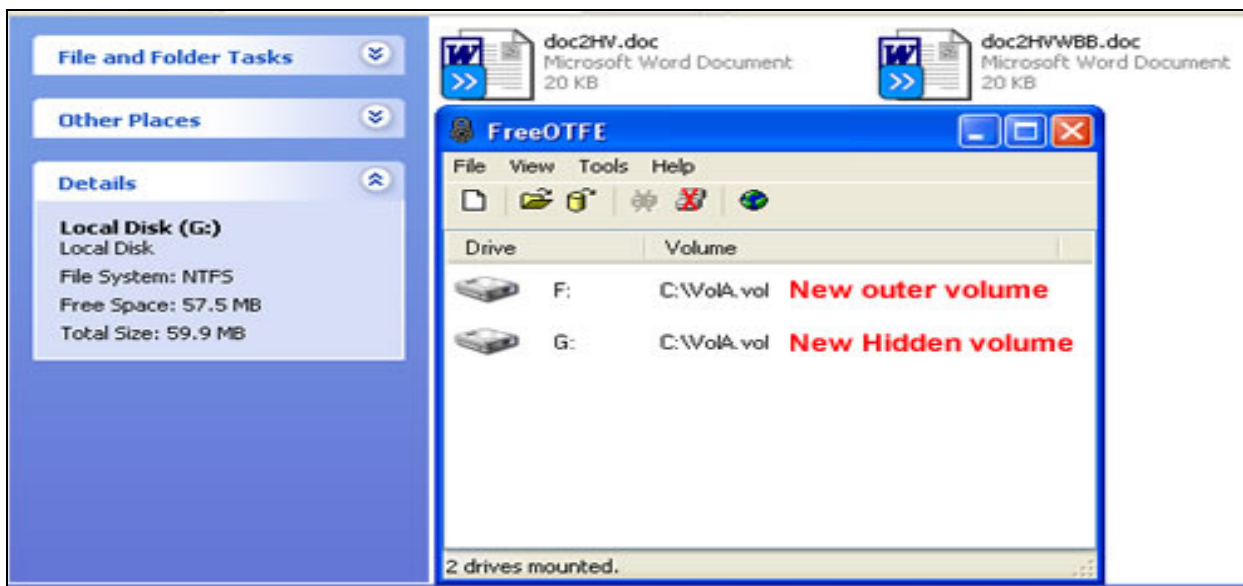 File and Folder Tasks
Other Places
Details
Local Disk (G:)
Local Disk
File System: NTFS
Free Space: 57.5 MB
Total Size: 59.9 MB
doc2HV.doc
Microsoft Word Document
20 KB
doc2HVWBB.doc
Microsoft Word Document
20 KB
FreeOTFE
File View Tools Help
Drive Volume
F: C:\VolA.vol New outer volume
G: C:\VolA.vol New Hidden volume
2 drives mounted.